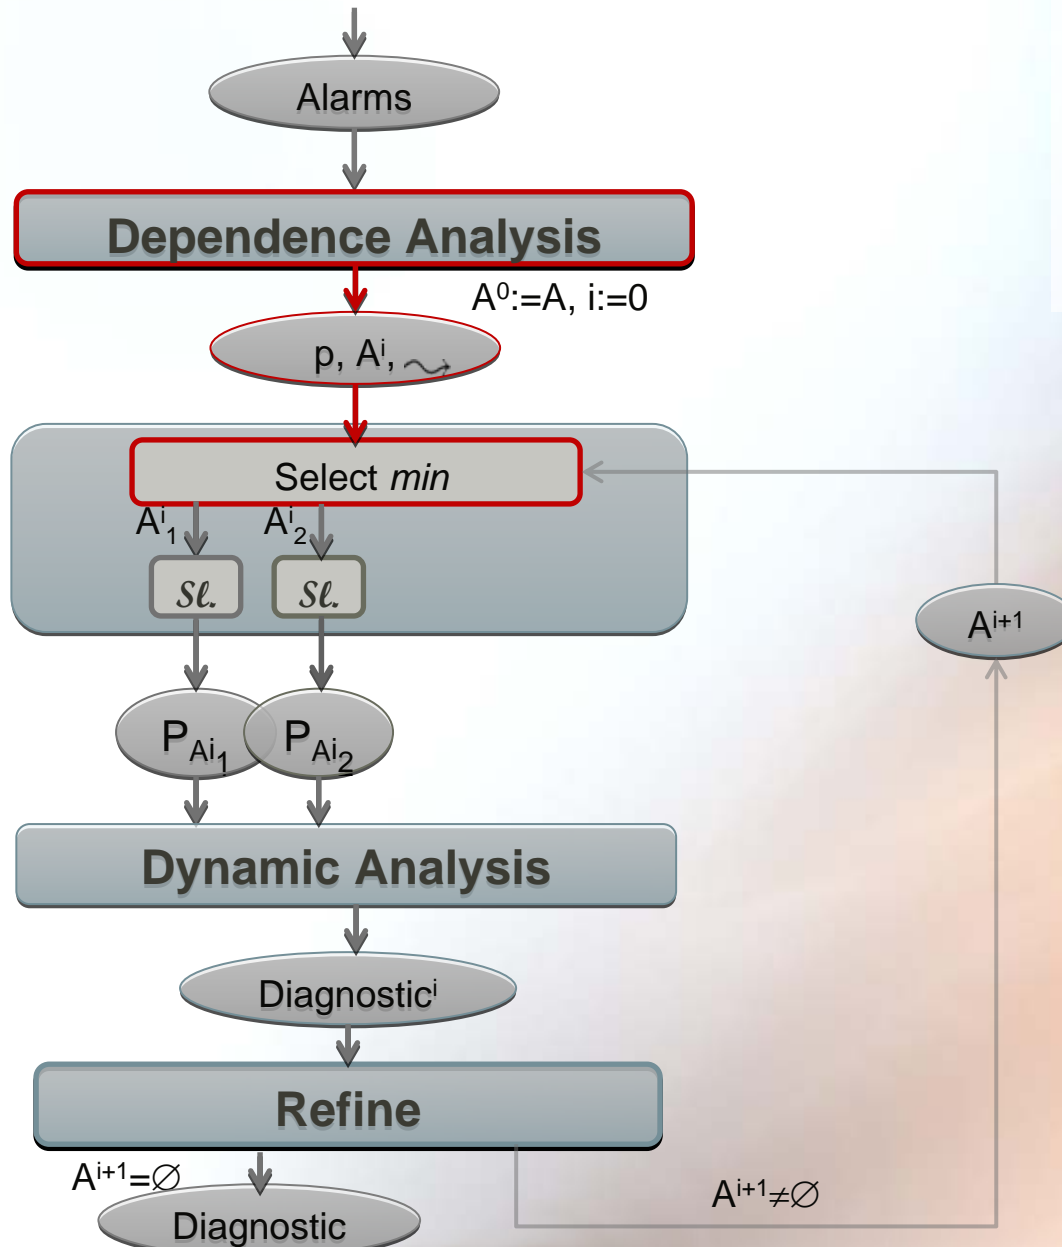 Alarms
Dependence Analysis
A⁰:=A, i:=0
p, Aⁱ, ⤳
Select min
Aⁱ₁ Aⁱ₂
Sℓ. Sℓ.
Aⁱ⁺¹
P_Ai₁ P_Ai₂
Dynamic Analysis
Diagnosticⁱ
Refine
Aⁱ⁺¹=∅
Aⁱ⁺¹≠∅
Diagnostic